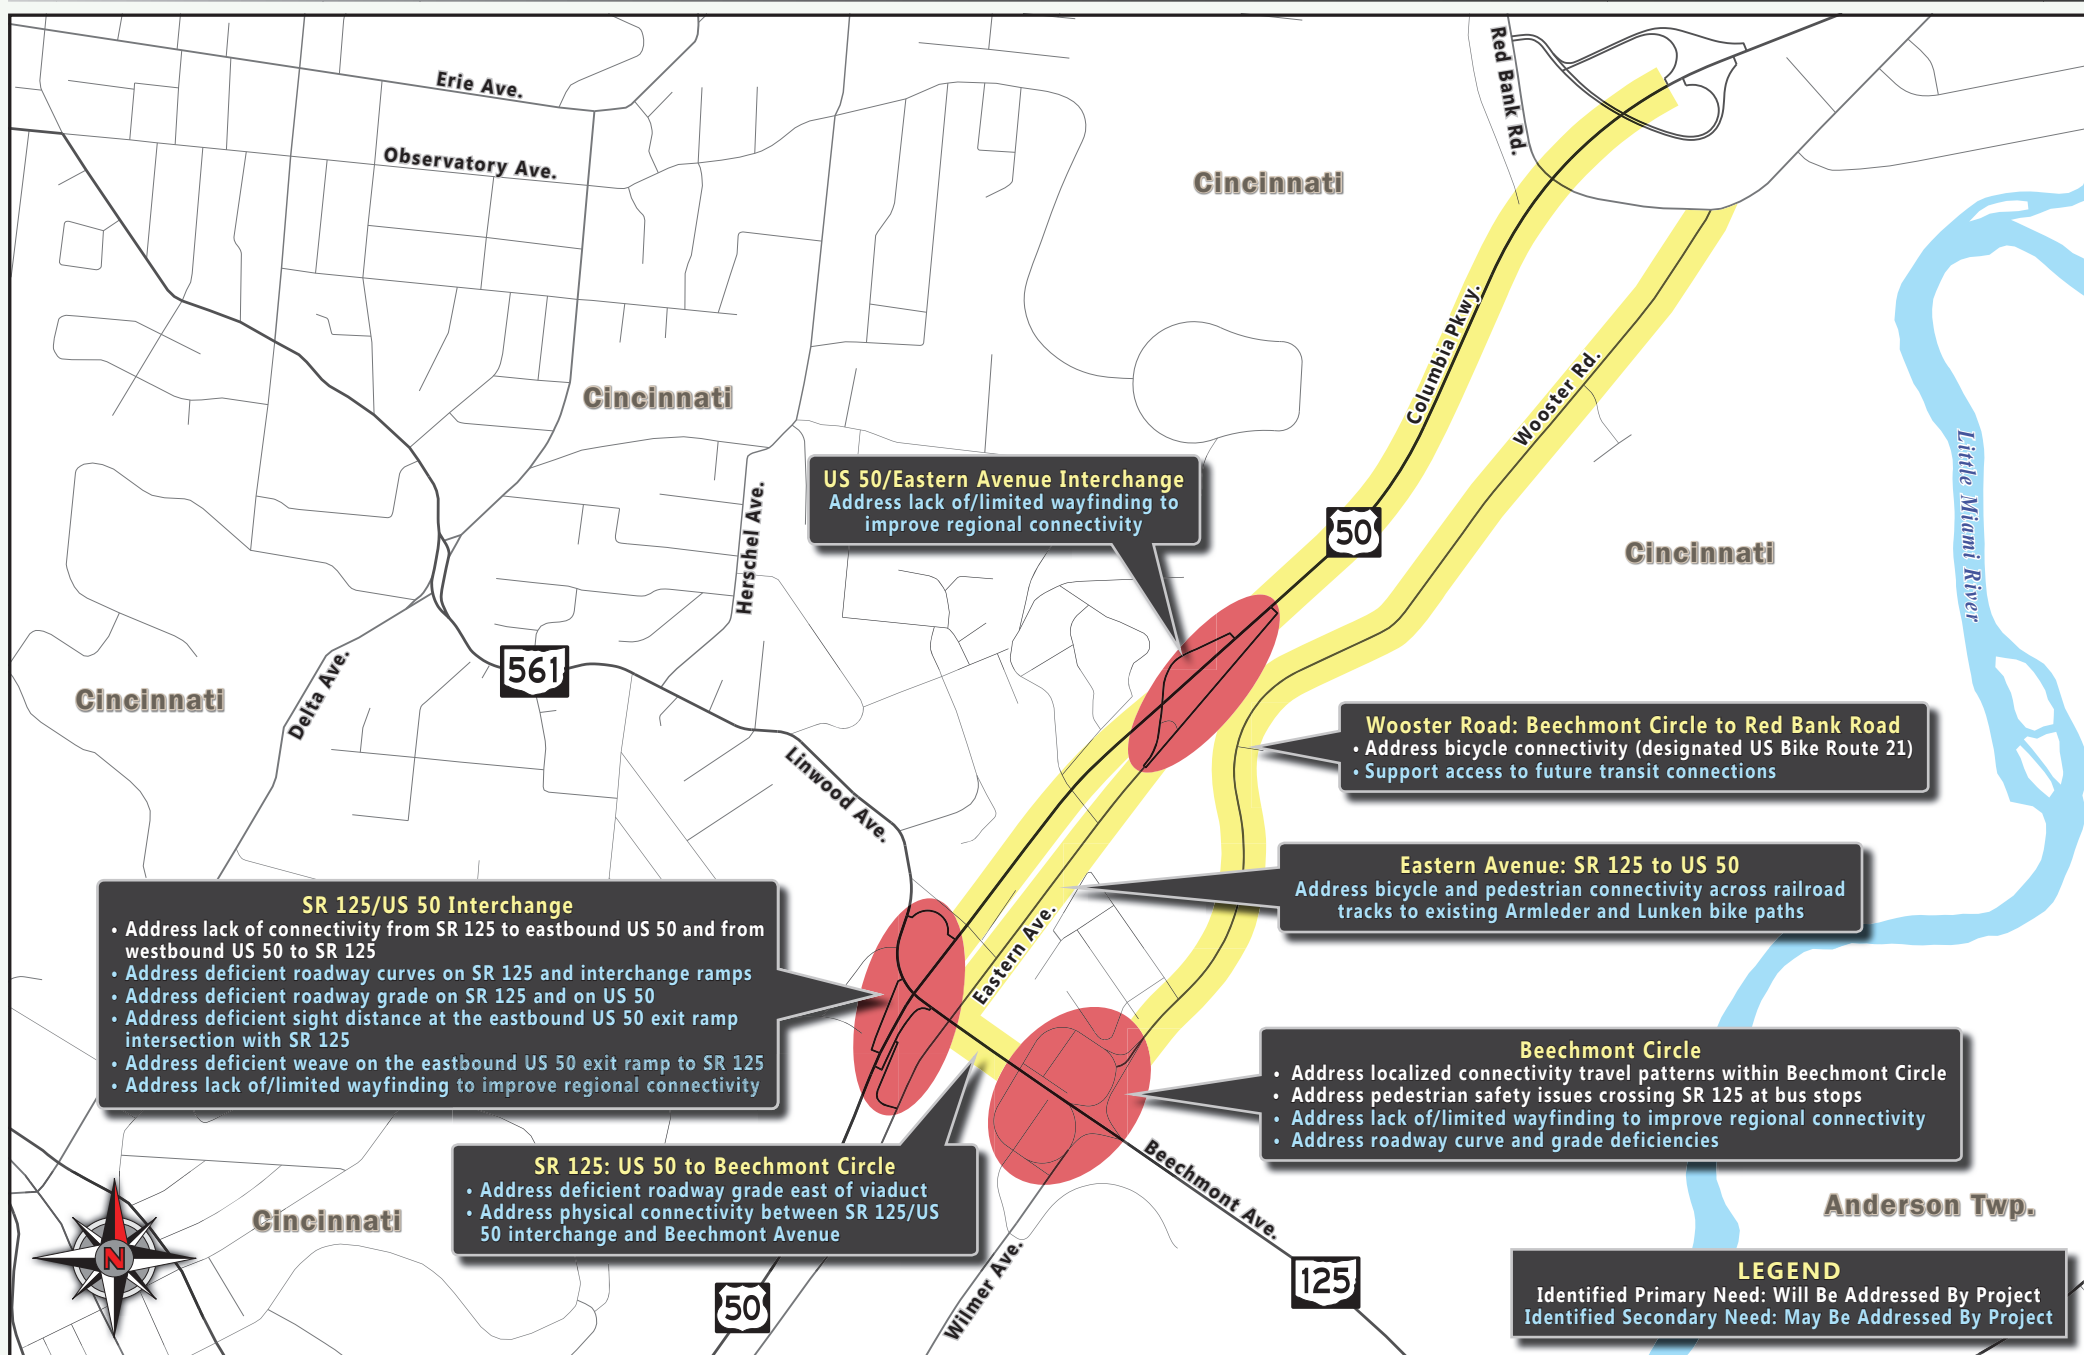 Erie Ave.
Observatory Ave.
Red Bank Rd.
Cincinnati
Cincinnati
Columbia Pkwy.
Wooster Rd.
Little Miami River
US 50/Eastern Avenue Interchange
Address lack of/limited wayfinding to
improve regional connectivity
Herschel Ave.
50
Cincinnati
561
Delta Ave.
Cincinnati
Linwood Ave.
Wooster Road: Beechmont Circle to Red Bank Road
• Address bicycle connectivity (designated US Bike Route 21)
• Support access to future transit connections
Eastern Avenue: SR 125 to US 50
Address bicycle and pedestrian connectivity across railroad
tracks to existing Armleder and Lunken bike paths
SR 125/US 50 Interchange
• Address lack of connectivity from SR 125 to eastbound US 50 and from
westbound US 50 to SR 125
• Address deficient roadway curves on SR 125 and interchange ramps
• Address deficient roadway grade on SR 125 and on US 50
• Address deficient sight distance at the eastbound US 50 exit ramp
intersection with SR 125
• Address deficient weave on the eastbound US 50 exit ramp to SR 125
• Address lack of/limited wayfinding to improve regional connectivity
Eastern Ave.
Beechmont Circle
• Address localized connectivity travel patterns within Beechmont Circle
• Address pedestrian safety issues crossing SR 125 at bus stops
• Address lack of/limited wayfinding to improve regional connectivity
• Address roadway curve and grade deficiencies
SR 125: US 50 to Beechmont Circle
• Address deficient roadway grade east of viaduct
• Address physical connectivity between SR 125/US
50 interchange and Beechmont Avenue
Beechmont Ave.
Cincinnati
Anderson Twp.
N
50
Wilmer Ave.
125
LEGEND
Identified Primary Need: Will Be Addressed By Project
Identified Secondary Need: May Be Addressed By Project